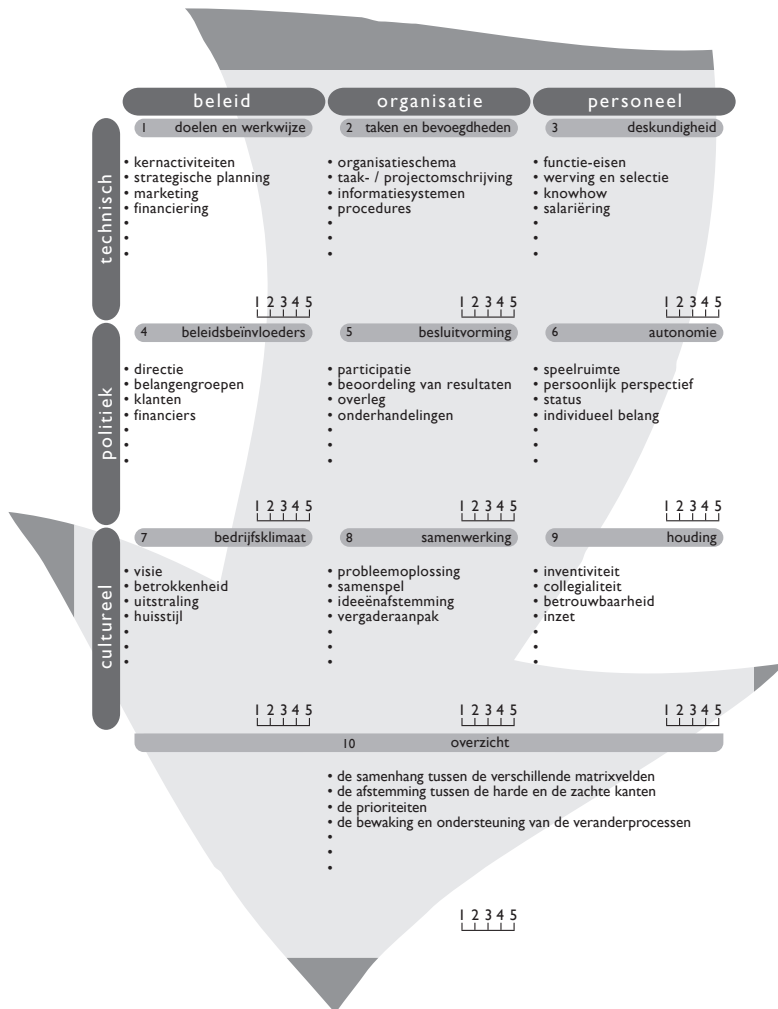 beleid organisatie personeel
technisch
1 doelen en werkwijze
• kernactiviteiten
• strategische planning
• marketing
• financiering
•
•
•
1 2 3 4 5
2 taken en bevoegdheden
• organisatieschema
• taak- / projectomschrijving
• informatiesystemen
• procedures
•
•
•
1 2 3 4 5
3 deskundigheid
• functie-eisen
• werving en selectie
• knowhow
• salariëring
•
•
•
1 2 3 4 5
politiek
4 beleidsbeïnvloeders
• directie
• belangengroepen
• klanten
• financiers
•
•
•
1 2 3 4 5
5 besluitvorming
• participatie
• beoordeling van resultaten
• overleg
• onderhandelingen
•
•
•
1 2 3 4 5
6 autonomie
• speelruimte
• persoonlijk perspectief
• status
• individueel belang
•
•
•
1 2 3 4 5
cultureel
7 bedrijfsklimaat
• visie
• betrokkenheid
• uitstraling
• huisstijl
•
•
•
1 2 3 4 5
8 samenwerking
• probleemoplossing
• samenspel
• ideeënafstemming
• vergaderaanpak
•
•
•
1 2 3 4 5
9 houding
• inventiviteit
• collegialiteit
• betrouwbaarheid
• inzet
•
•
•
1 2 3 4 5
10 overzicht
• de samenhang tussen de verschillende matrixvelden
• de afstemming tussen de harde en de zachte kanten
• de prioriteiten
• de bewaking en ondersteuning van de veranderprocessen
•
•
•
1 2 3 4 5